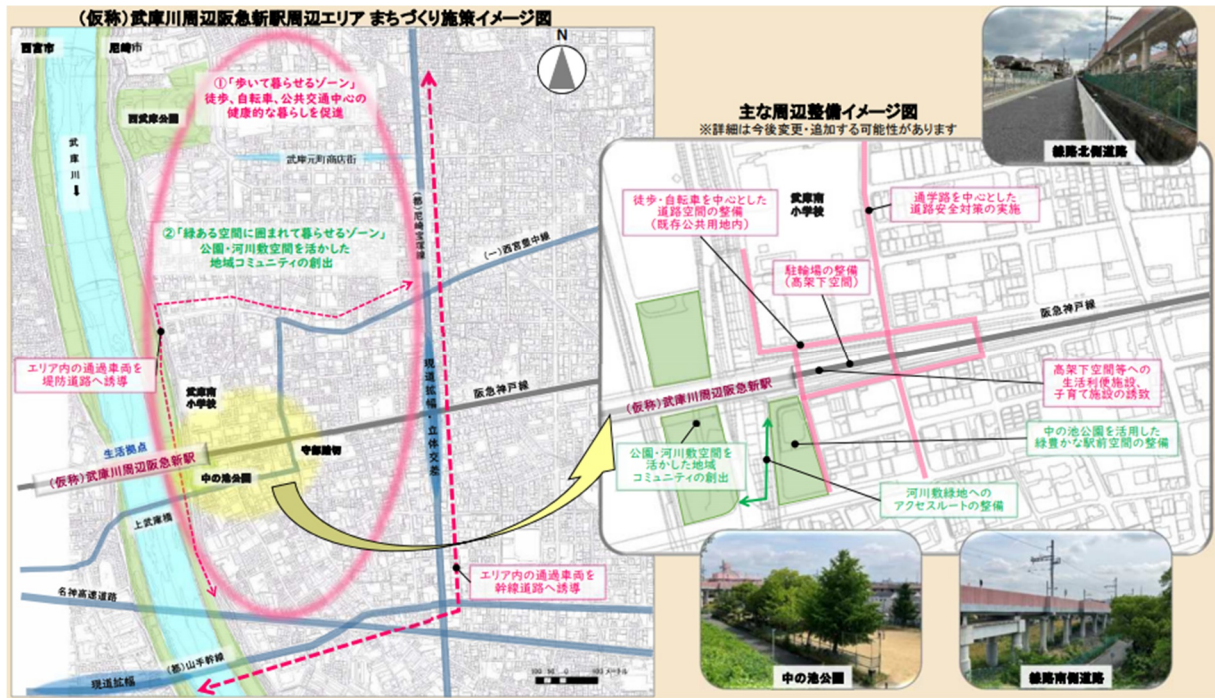 (仮称)武庫川周辺阪急新駅周辺エリア まちづくり施策イメージ図
西宮市
尼崎市
N
①「歩いて暮らせるゾーン」
徒歩、自転車、公共交通中心の
健康的な暮らしを促進
西武庫公園
武庫川
武庫元町商店街
(都)尼崎宝塚線
②「緑ある空間に囲まれて暮らせるゾーン」
公園・河川敷空間を活かした
地域コミュニティの創出
(一)西宮豊中線
エリア内の通過車両を
堤防道路へ誘導
武庫南
小学校
現道拡幅・立体交差
阪急神戸線
生活拠点
(仮称)武庫川周辺阪急新駅
守部踏切
中の池公園
上武庫橋
エリア内の通過車両を
幹線道路へ誘導
名神高速道路
(都)山手幹線
現道拡幅
主な周辺整備イメージ図
※詳細は今後変更・追加する可能性があります
線路北側道路
徒歩・自転車を中心とした
道路空間の整備
(既存公共用地内)
武庫南
小学校
通学路を中心とした
道路安全対策の実施
駐輪場の整備
(高架下空間)
阪急神戸線
高架下空間等への
生活利便施設、
子育て施設の誘致
(仮称)武庫川周辺阪急新駅
公園・河川敷空間を
活かした地域
コミュニティの創出
中の池公園を活用した
緑豊かな駅前空間の整備
河川敷緑地への
アクセスルートの整備
中の池公園
線路南側道路